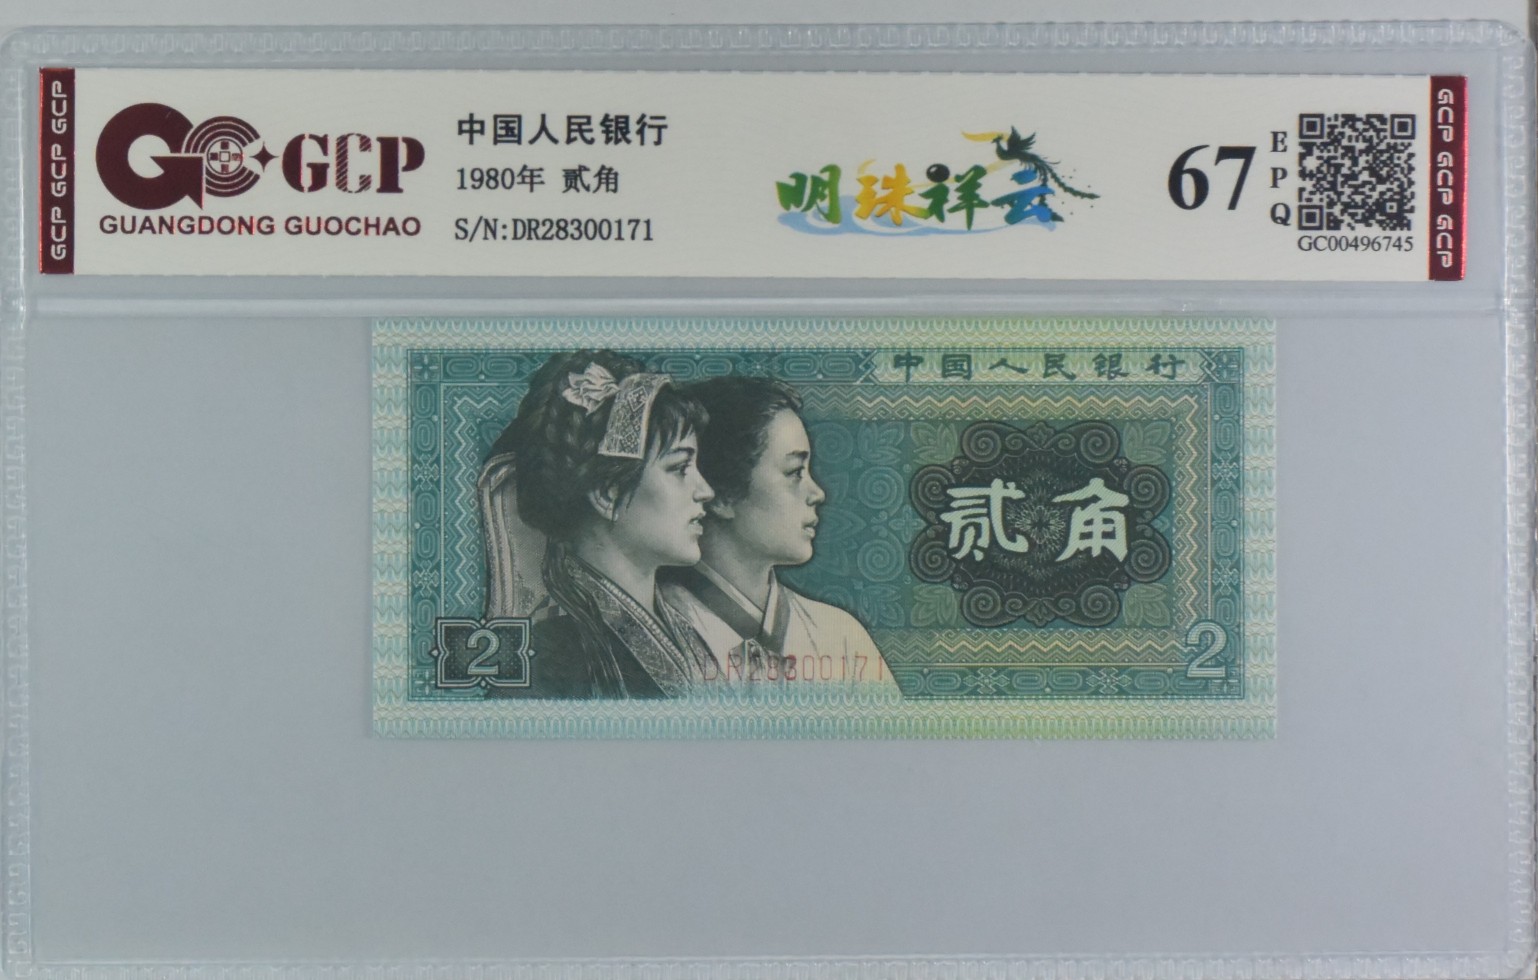 GCP GCP GCP
GCP
GUANGDONG GUOCHAO
中国人民银行
1980年 贰角
S/N:DR28300171
明珠祥云
67
EPQ
GC00496745
GCP GCP GCP
中国人民银行
贰角
2
2
DR28300171